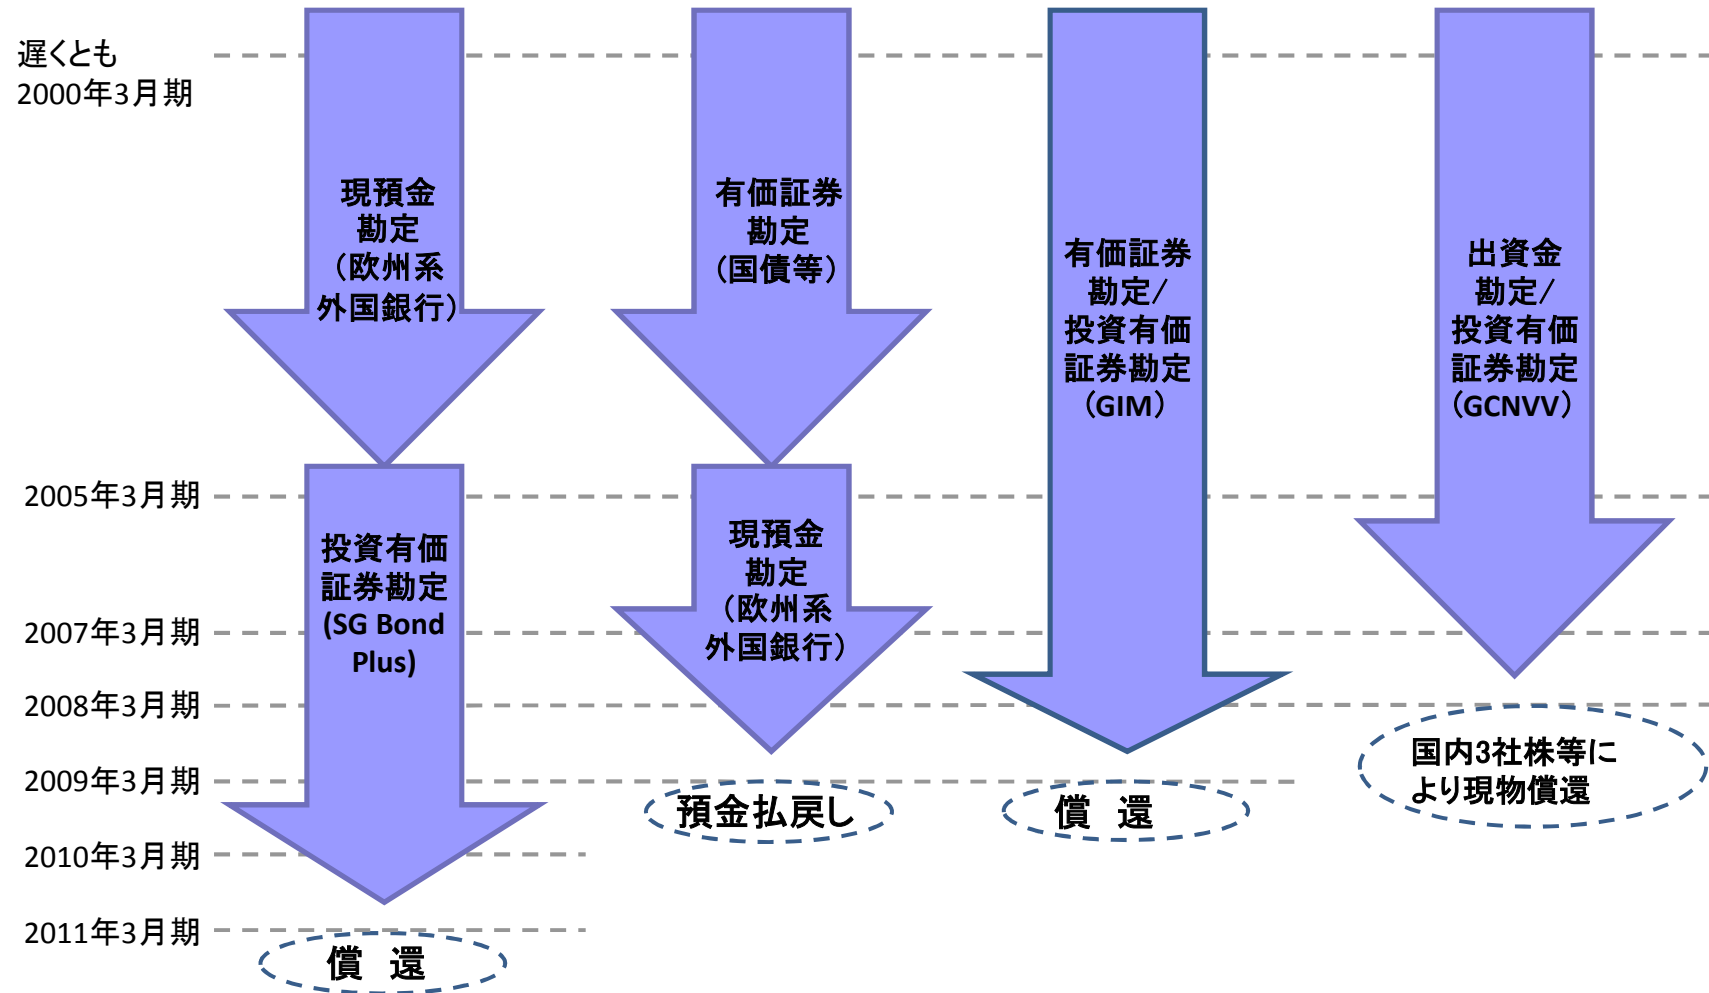 遅くとも
2000年3月期
現預金
勘定
（欧州系
外国銀行）
有価証券
勘定
（国債等）
有価証券
勘定/
投資有価
証券勘定
（GIM）
出資金
勘定/
投資有価
証券勘定
（GCNVV）
2005年3月期
投資有価
証券勘定
(SG Bond
Plus)
現預金
勘定
（欧州系
外国銀行）
2007年3月期
2008年3月期
国内3社株等に
より現物償還
2009年3月期
預金払戻し
償　還
2010年3月期
2011年3月期
償　還